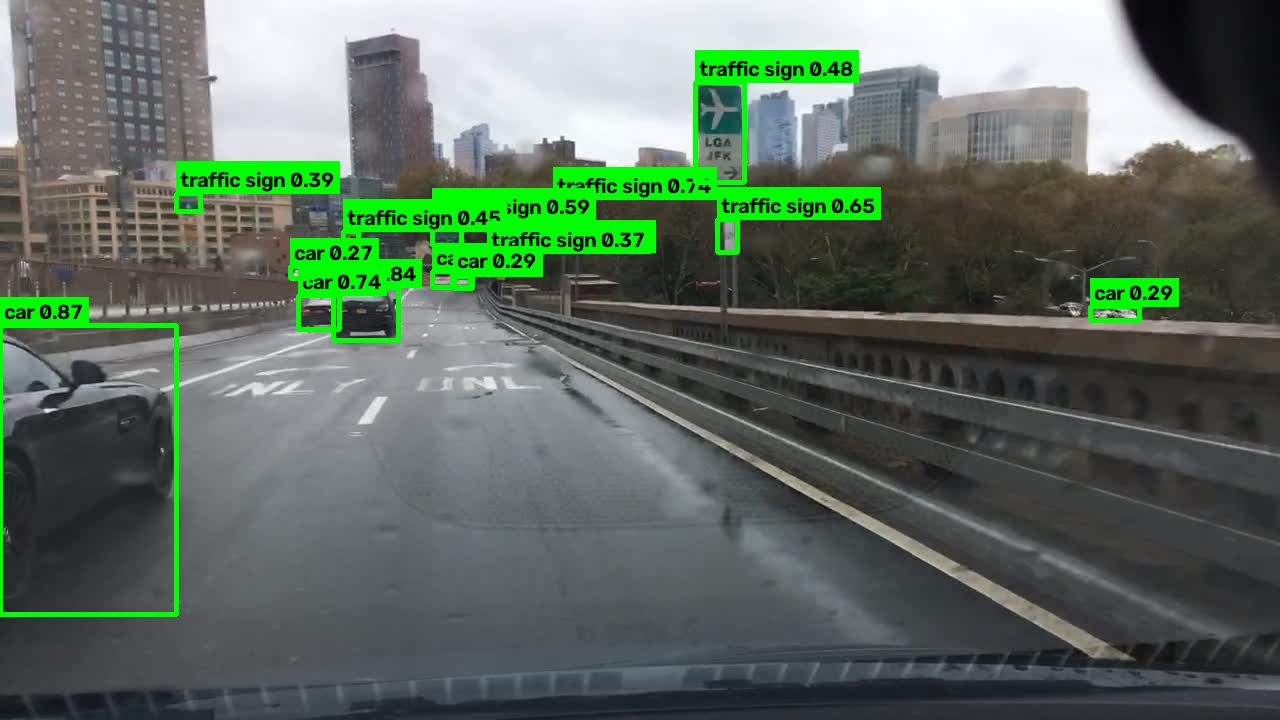 traffic sign 0.48
LGA
JFK
traffic sign 0.39
traffic sign 0.74
traffic sign 0.45
sign 0.59
traffic sign 0.65
traffic sign 0.37
car 0.27
car 0.29
car 0.74
.84
car 0.29
car 0.87
NLY
ONL